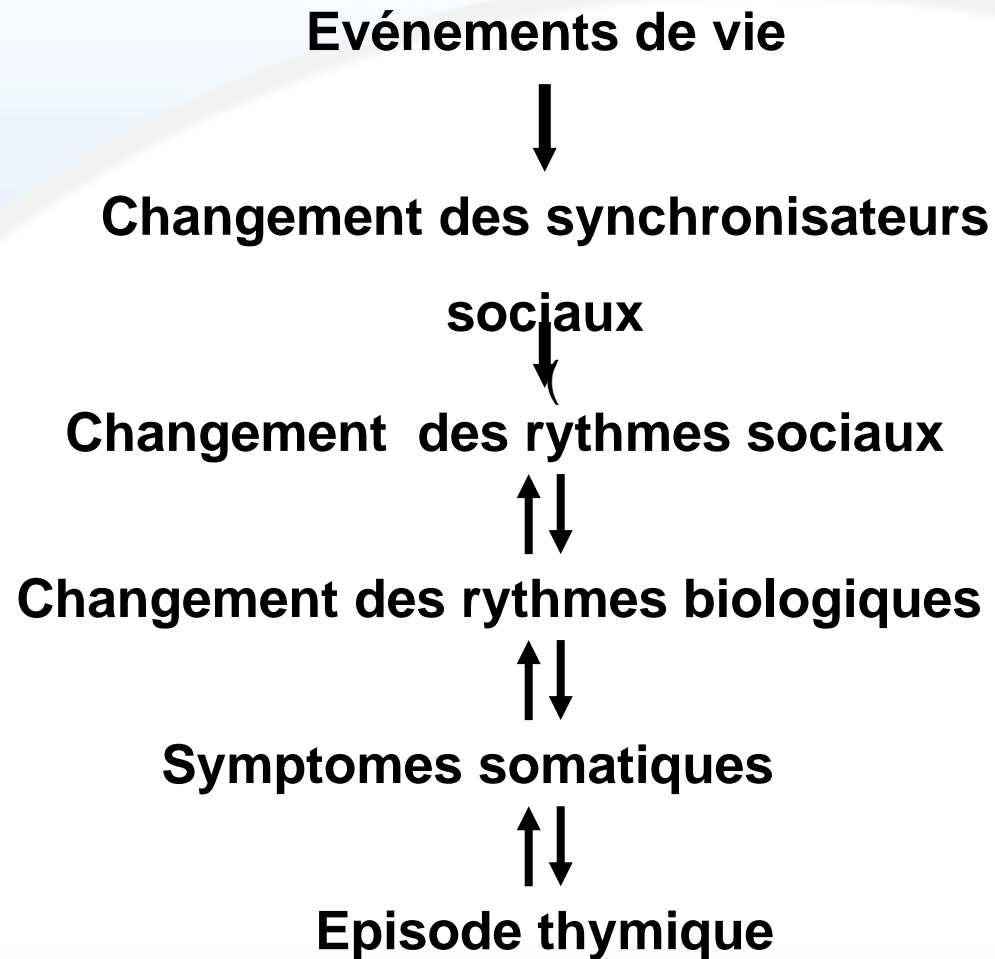 Evénements de vie
Changement des synchronisateurs
sociaux
(
Changement des rythmes sociaux
Changement des rythmes biologiques
Symptomes somatiques
Episode thymique